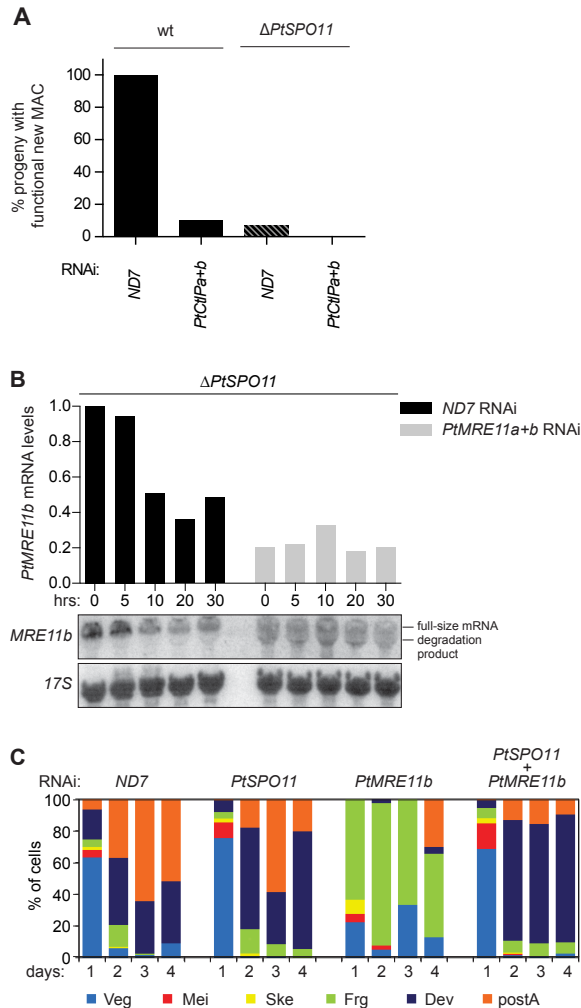 A
wt ΔPtSPO11
% progeny with
functional new MAC
100
80
60
40
20
0
RNAi: ND7 PtCtIPa+b ND7 PtCtIPa+b
B
ΔPtSPO11
PtMRE11b mRNA levels
1.0
0.8
0.6
0.4
0.2
0.0
ND7 RNAi
PtMRE11a+b RNAi
hrs: 0 5 10 20 30 0 5 10 20 30
MRE11b
full-size mRNA
degradation
product
17S
C
RNAi: ND7 PtSPO11 PtMRE11b PtSPO11
+
PtMRE11b
% of cells
100
80
60
40
20
0
days: 1 2 3 4 1 2 3 4 1 2 3 4 1 2 3 4
Veg Mei Ske Frg Dev postA